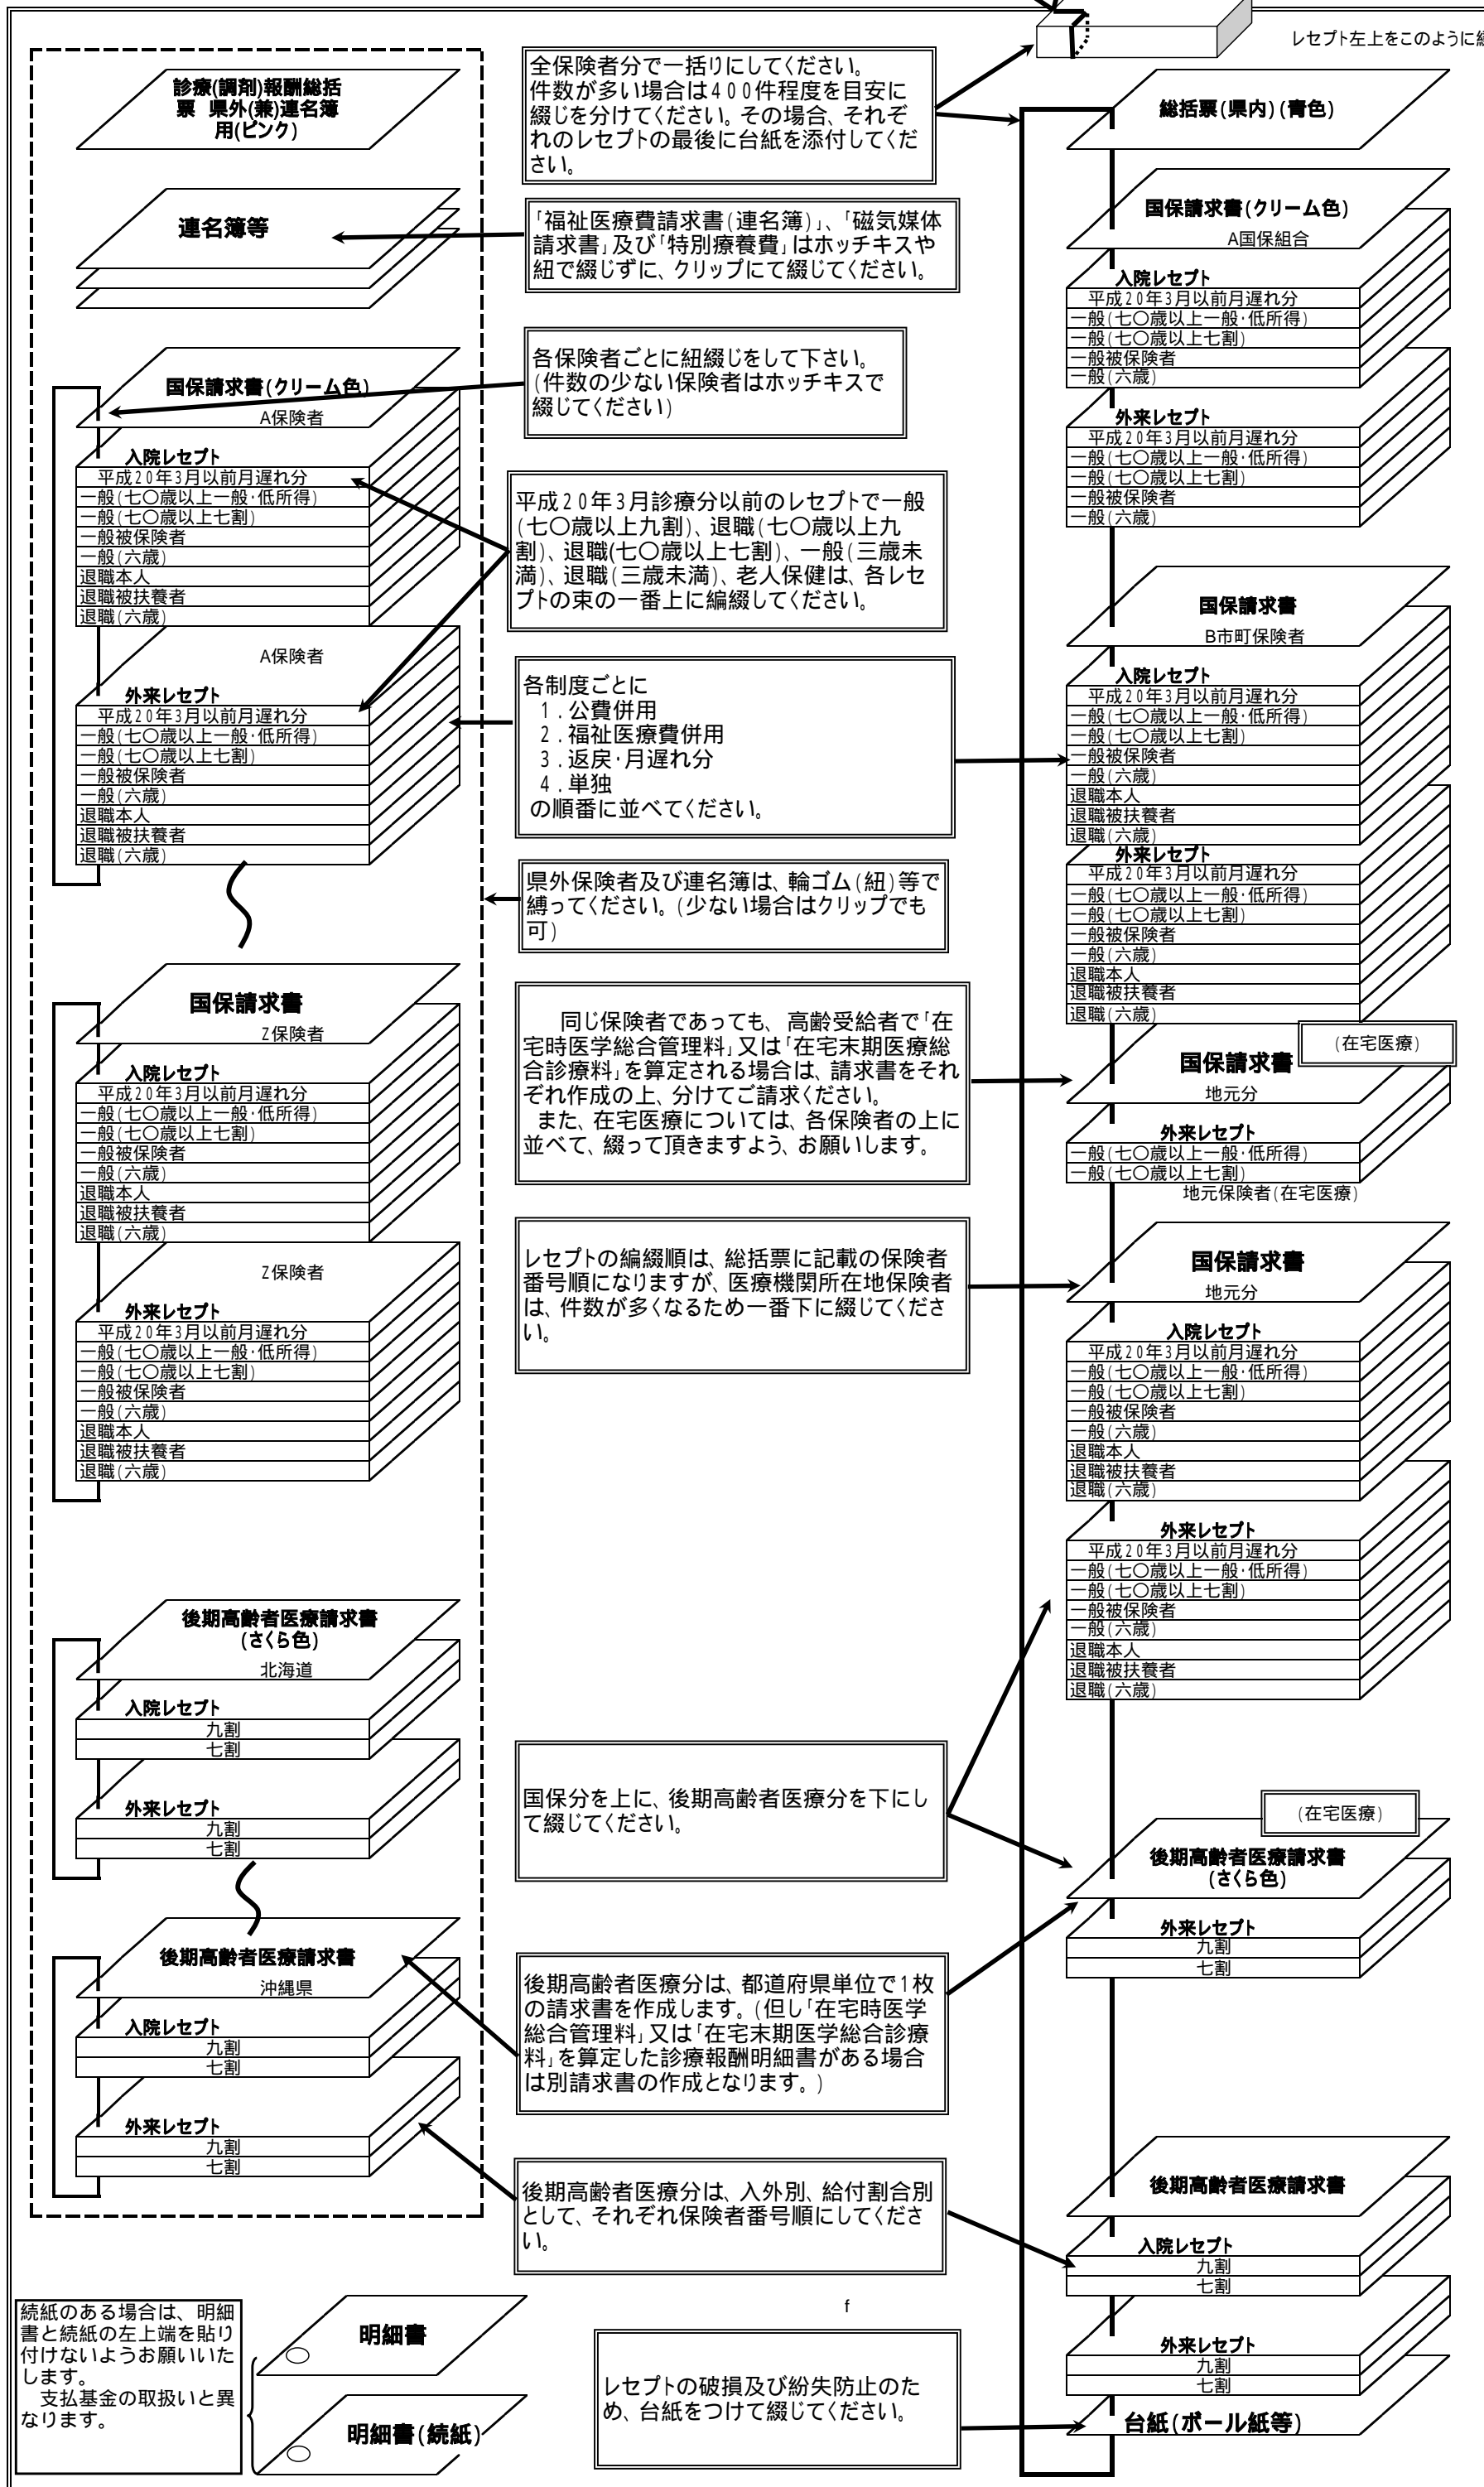 レセプト左上をこのように
診療(調剤)報酬総括
票　県外(兼)連名簿
用(ピンク)
連名簿等
国保請求書(クリーム色)
A保険者
入院レセプト
平成20年3月以前月遅れ分
一般(七〇歳以上一般・低所得)
一般(七〇歳以上七割)
一般被保険者
一般(六歳)
退職本人
退職被扶養者
退職(六歳)
A保険者
外来レセプト
平成20年3月以前月遅れ分
一般(七〇歳以上一般・低所得)
一般(七〇歳以上七割)
一般被保険者
一般(六歳)
退職本人
退職被扶養者
退職(六歳)
国保請求書
Z保険者
入院レセプト
平成20年3月以前月遅れ分
一般(七〇歳以上一般・低所得)
一般(七〇歳以上七割)
一般被保険者
一般(六歳)
退職本人
退職被扶養者
退職(六歳)
Z保険者
外来レセプト
平成20年3月以前月遅れ分
一般(七〇歳以上一般・低所得)
一般(七〇歳以上七割)
一般被保険者
一般(六歳)
退職本人
退職被扶養者
退職(六歳)
後期高齢者医療請求書
(さくら色)
北海道
入院レセプト
九割
七割
外来レセプト
九割
七割
後期高齢者医療請求書
沖縄県
入院レセプト
九割
七割
外来レセプト
九割
七割
続紙のある場合は、明細
書と続紙の左上端を貼り
付けないようお願いいた
します。
支払基金の取扱いと異
なります。
明細書
明細書(続紙)
全保険者分で一括りにしてください。
件数が多い場合は400件程度を目安に
綴じを分けてください。その場合、それぞ
れのレセプトの最後に台紙を添付してくだ
さい。
「福祉医療費請求書(連名簿)」、「磁気媒体
請求書」及び「特別療養費」はホッチキスや
紐で綴じずに、クリップにて綴じてください。
各保険者ごとに紐綴じをして下さい。
(件数の少ない保険者はホッチキスで
綴じてください)
平成20年3月診療分以前のレセプトで一般
(七〇歳以上九割)、退職(七〇歳以上九
割)、退職(七〇歳以上七割)、一般(三歳未
満)、退職(三歳未満)、老人保健は、各レセ
プトの束の一番上に編綴してください。
各制度ごとに
1.公費併用
2.福祉医療費併用
3.返戻・月遅れ分
4.単独
の順番に並べてください。
県外保険者及び連名簿は、輪ゴム(紐)等で
縛ってください。(少ない場合はクリップでも
可)
同じ保険者であっても、高齢受給者で「在
宅時医学総合管理料」又は「在宅末期医療総
合診療料」を算定される場合は、請求書をそれ
ぞれ作成の上、分けてご請求ください。
また、在宅医療については、各保険者の上に
並べて、綴って頂きますよう、お願いします。
レセプトの編綴順は、総括票に記載の保険者
番号順になりますが、医療機関所在地保険者
は、件数が多くなるため一番下に綴じてくださ
い。
国保分を上に、後期高齢者医療分を下にし
て綴じてください。
後期高齢者医療分は、都道府県単位で1枚
の請求書を作成します。(但し「在宅時医学
総合管理料」又は「在宅末期医学総合診療
料」を算定した診療報酬明細書がある場合
は別請求書の作成となります。)
後期高齢者医療分は、入外別、給付割合別
として、それぞれ保険者番号順にしてくださ
い。
f
レセプトの破損及び紛失防止のた
め、台紙をつけて綴じてください。
総括票(県内)(青色)
国保請求書(クリーム色)
A国保組合
入院レセプト
平成20年3月以前月遅れ分
一般(七〇歳以上一般・低所得)
一般(七〇歳以上七割)
一般被保険者
一般(六歳)
外来レセプト
平成20年3月以前月遅れ分
一般(七〇歳以上一般・低所得)
一般(七〇歳以上七割)
一般被保険者
一般(六歳)
国保請求書
B市町保険者
入院レセプト
平成20年3月以前月遅れ分
一般(七〇歳以上一般・低所得)
一般(七〇歳以上七割)
一般被保険者
一般(六歳)
退職本人
退職被扶養者
退職(六歳)
外来レセプト
平成20年3月以前月遅れ分
一般(七〇歳以上一般・低所得)
一般(七〇歳以上七割)
一般被保険者
一般(六歳)
退職本人
退職被扶養者
退職(六歳)
(在宅医療)
国保請求書
地元分
外来レセプト
一般(七〇歳以上一般・低所得)
一般(七〇歳以上七割)
地元保険者(在宅医療)
国保請求書
地元分
入院レセプト
平成20年3月以前月遅れ分
一般(七〇歳以上一般・低所得)
一般(七〇歳以上七割)
一般被保険者
一般(六歳)
退職本人
退職被扶養者
退職(六歳)
外来レセプト
平成20年3月以前月遅れ分
一般(七〇歳以上一般・低所得)
一般(七〇歳以上七割)
一般被保険者
一般(六歳)
退職本人
退職被扶養者
退職(六歳)
(在宅医療)
後期高齢者医療請求書
(さくら色)
外来レセプト
九割
七割
後期高齢者医療請求書
入院レセプト
九割
七割
外来レセプト
九割
七割
台紙(ボール紙等)